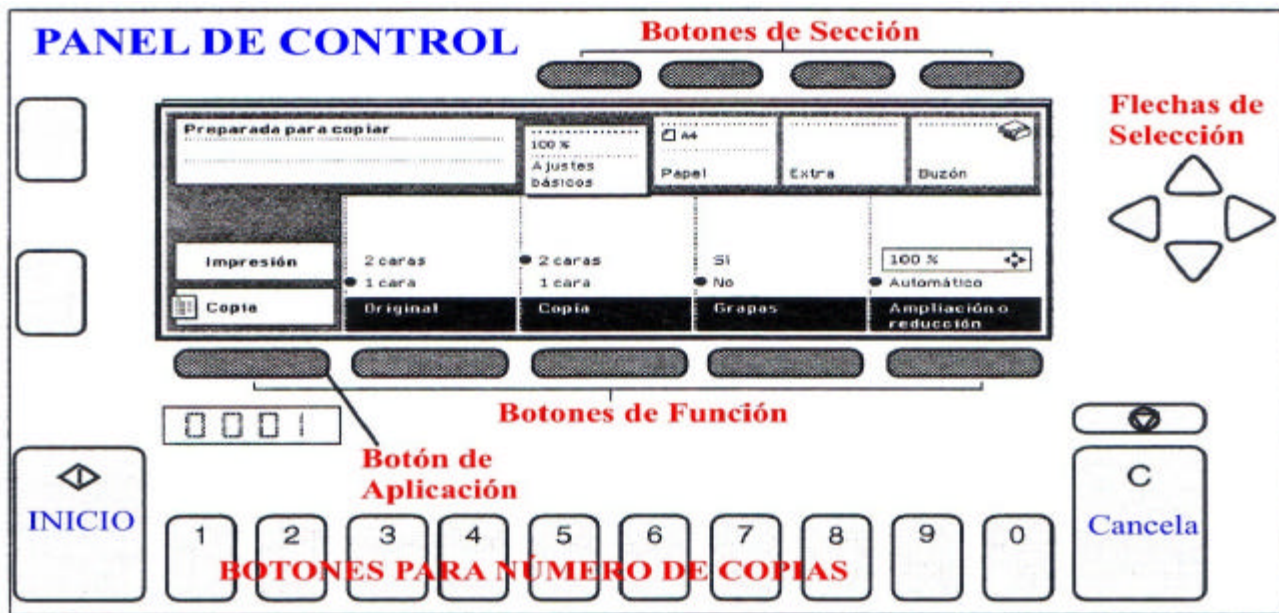 PANEL DE CONTROL
Botones de Sección
Flechas de
Selección
Preparada para copiar
100 %
Ajustes
básicos
A4
Papel
Extra
Buzón
Impresión
Copia
2 caras
1 cara
Original
2 caras
1 cara
Copia
Sí
No
Grapas
100 %
Automático
Ampliación o
reducción
Botones de Función
0001
Botón de
Aplicación
INICIO
C
Cancela
1 2 3 4 5 6 7 8 9 0
BOTONES PARA NÚMERO DE COPIAS